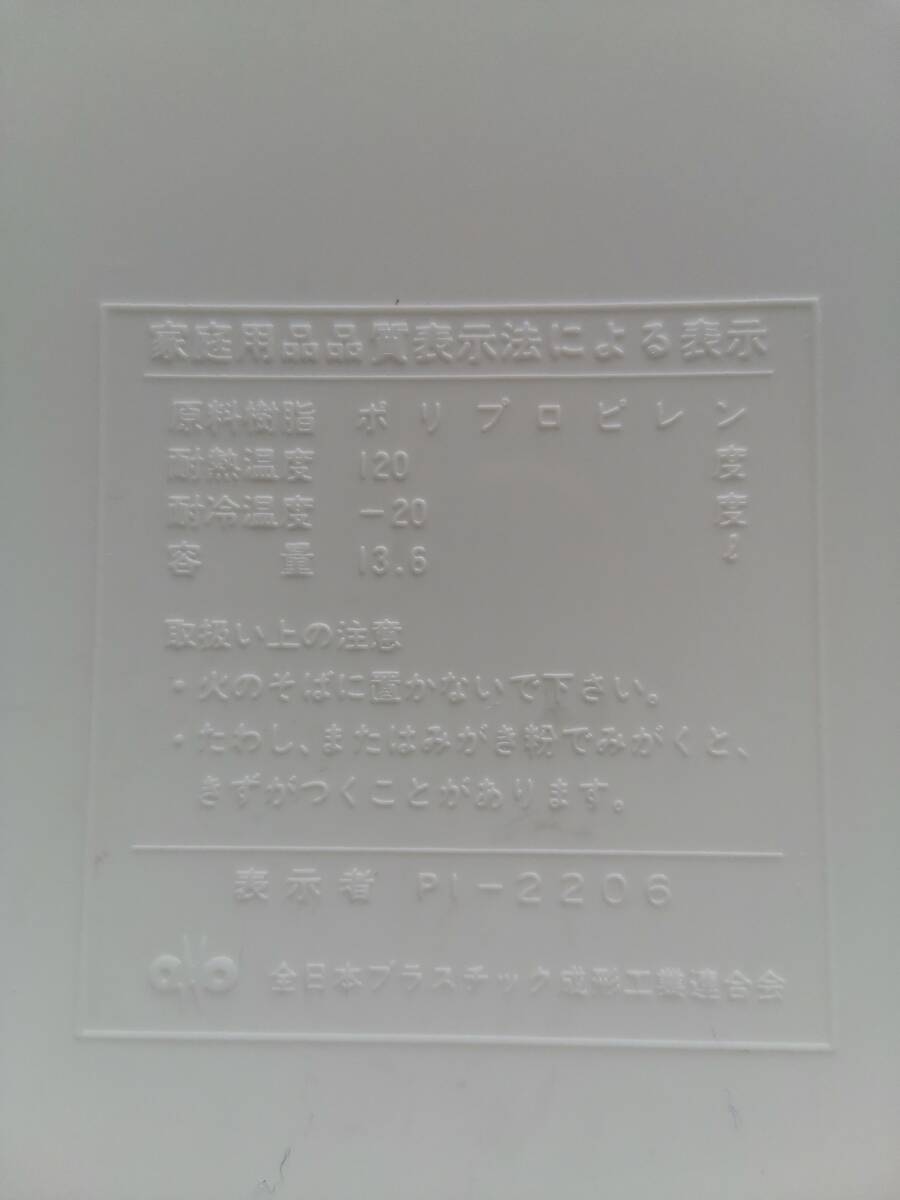 家庭用品品質表示法による表示
原料樹脂 ポリプロピレン
耐熱温度 120 度
耐冷温度 -20 度
容量 13.6 ℓ
取扱い上の注意
・火のそばに置かないで下さい。
・たわし、またはみがき粉でみがくと、
きずがつくことがあります。
表示者 PI-2206
全日本プラスチック成形工業連合会